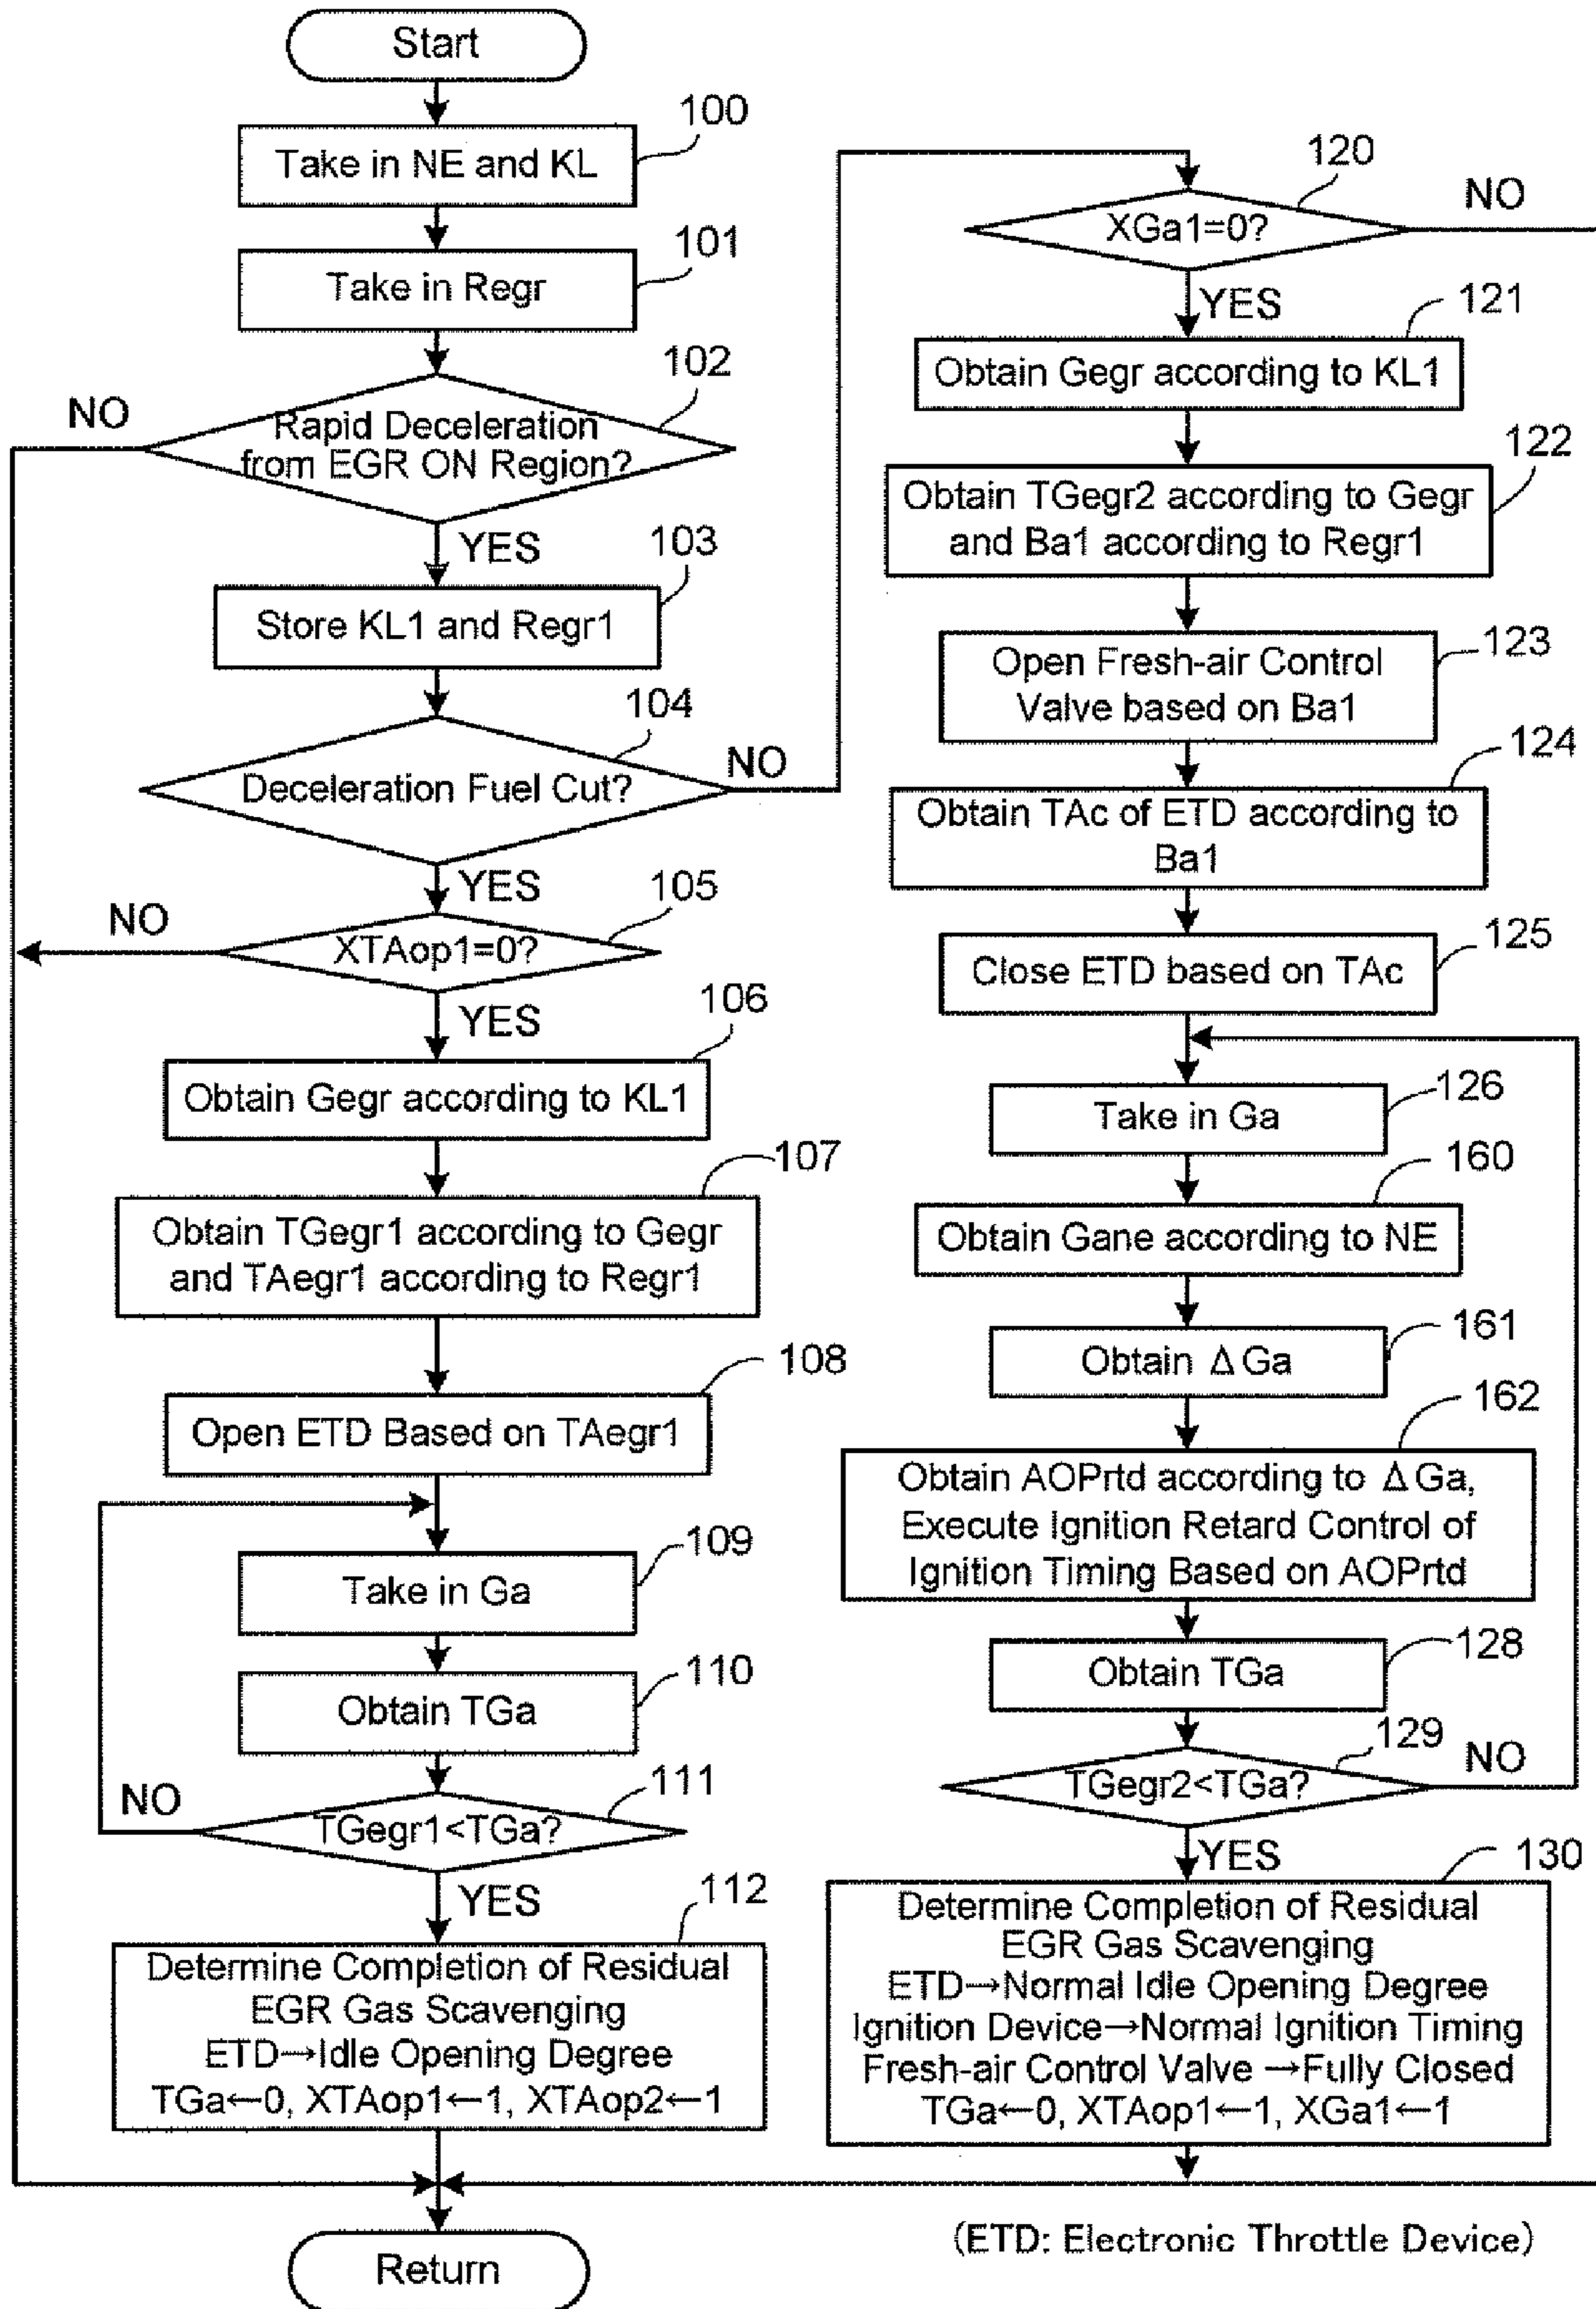 Start
100
Take in NE and KL
101
Take in Regr
102
NO
Rapid Deceleration
from EGR ON Region?
YES
103
Store KL1 and Regr1
104
Deceleration Fuel Cut?
NO
YES
105
NO
XTAop1=0?
YES
106
Obtain Gegr according to KL1
107
Obtain TGegr1 according to Gegr
and TAegr1 according to Regr1
108
Open ETD Based on TAegr1
109
Take in Ga
110
Obtain TGa
111
NO
TGegr1<TGa?
YES
112
Determine Completion of Residual
EGR Gas Scavenging
ETD→Idle Opening Degree
TGa←0, XTAop1←1, XTAop2←1
Return
120
NO
XGa1=0?
YES
121
Obtain Gegr according to KL1
122
Obtain TGegr2 according to Gegr
and Ba1 according to Regr1
123
Open Fresh-air Control
Valve based on Ba1
124
Obtain TAc of ETD according to
Ba1
125
Close ETD based on TAc
126
Take in Ga
160
Obtain Gane according to NE
161
Obtain ΔGa
162
Obtain AOPrtd according to ΔGa,
Execute Ignition Retard Control of
Ignition Timing Based on AOPrtd
128
Obtain TGa
129
NO
TGegr2<TGa?
YES
130
Determine Completion of Residual
EGR Gas Scavenging
ETD→Normal Idle Opening Degree
Ignition Device→Normal Ignition Timing
Fresh-air Control Valve →Fully Closed
TGa←0, XTAop1←1, XGa1←1
(ETD: Electronic Throttle Device)